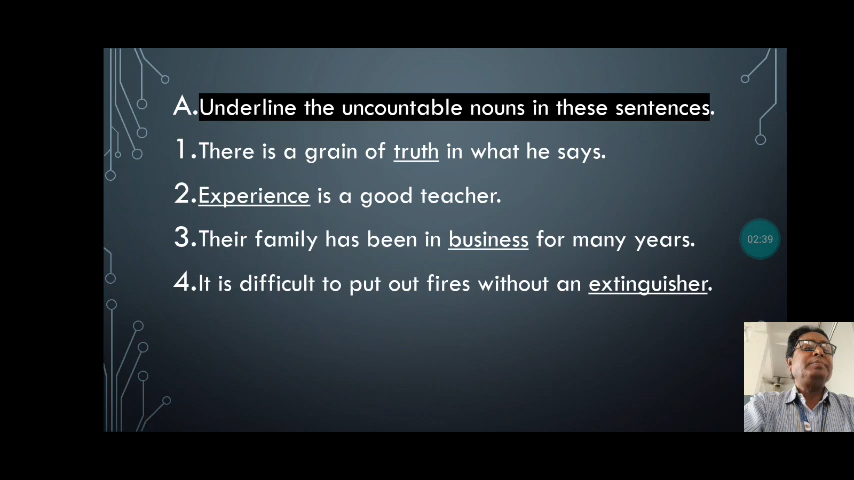 A.Underline the uncountable nouns in these sentences.
1.There is a grain of truth in what he says.
2.Experience is a good teacher.
3.Their family has been in business for many years.
4.It is difficult to put out fires without an extinguisher.
02:39